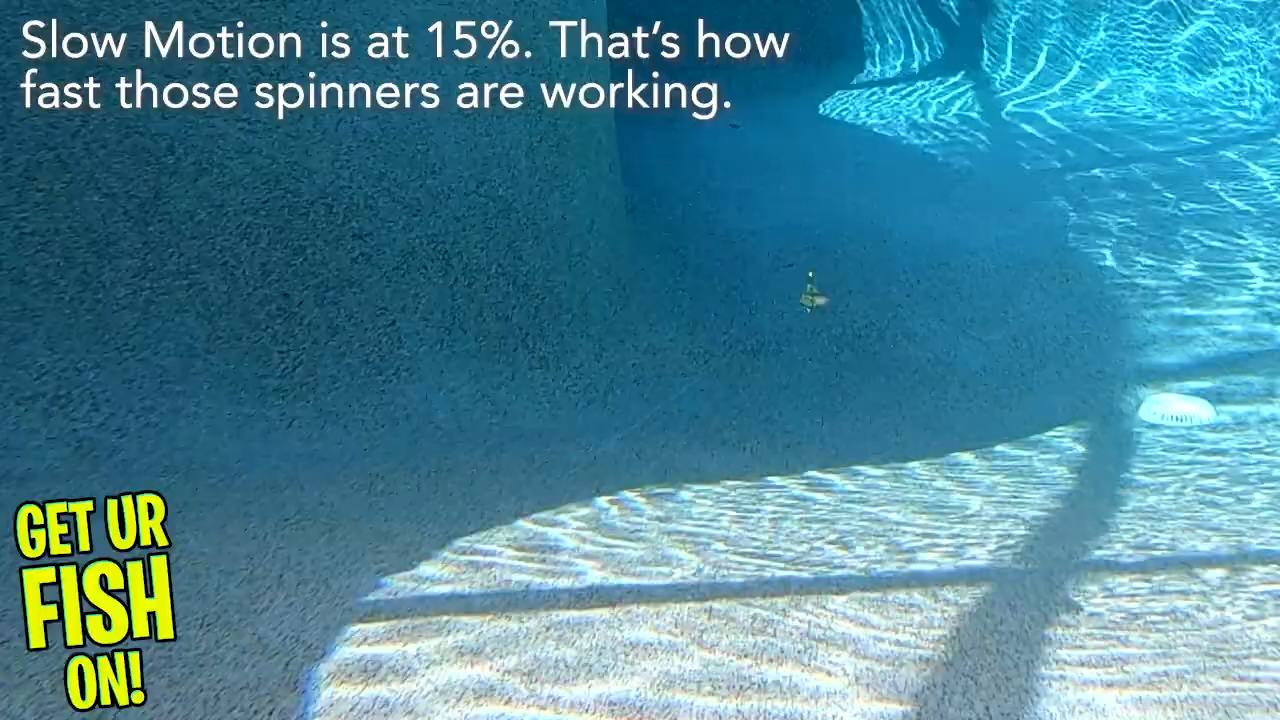 Slow Motion is at 15%. That’s how
fast those spinners are working.
GET UR
FISH
ON!